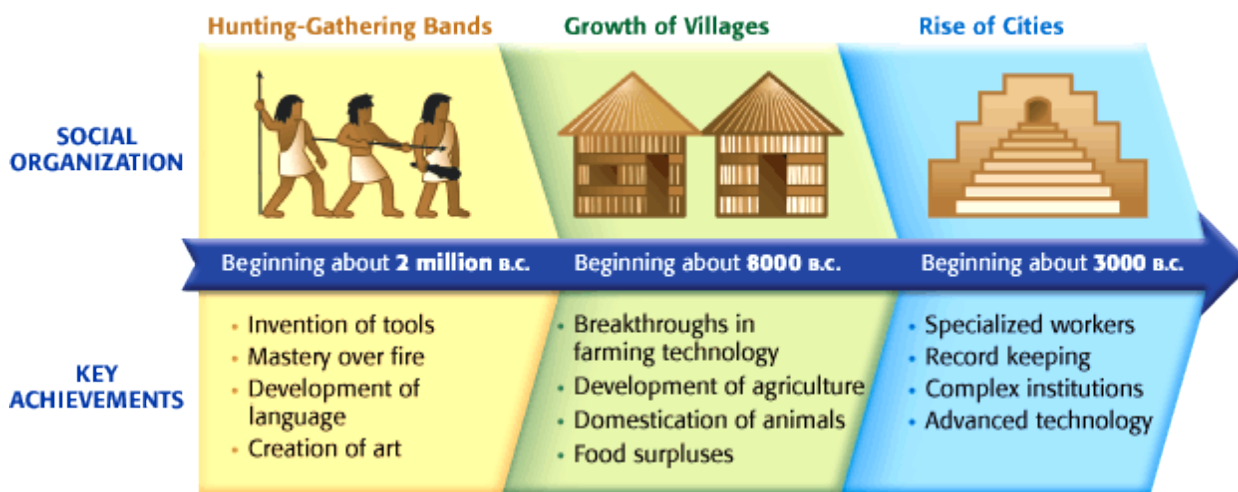 Hunting-Gathering Bands
Growth of Villages
Rise of Cities
SOCIAL
ORGANIZATION
Beginning about 2 million B.C.
Beginning about 8000 B.C.
Beginning about 3000 B.C.
KEY
ACHIEVEMENTS
• Invention of tools
• Mastery over fire
• Development of
language
• Creation of art
• Breakthroughs in
farming technology
• Development of agriculture
• Domestication of animals
• Food surpluses
• Specialized workers
• Record keeping
• Complex institutions
• Advanced technology